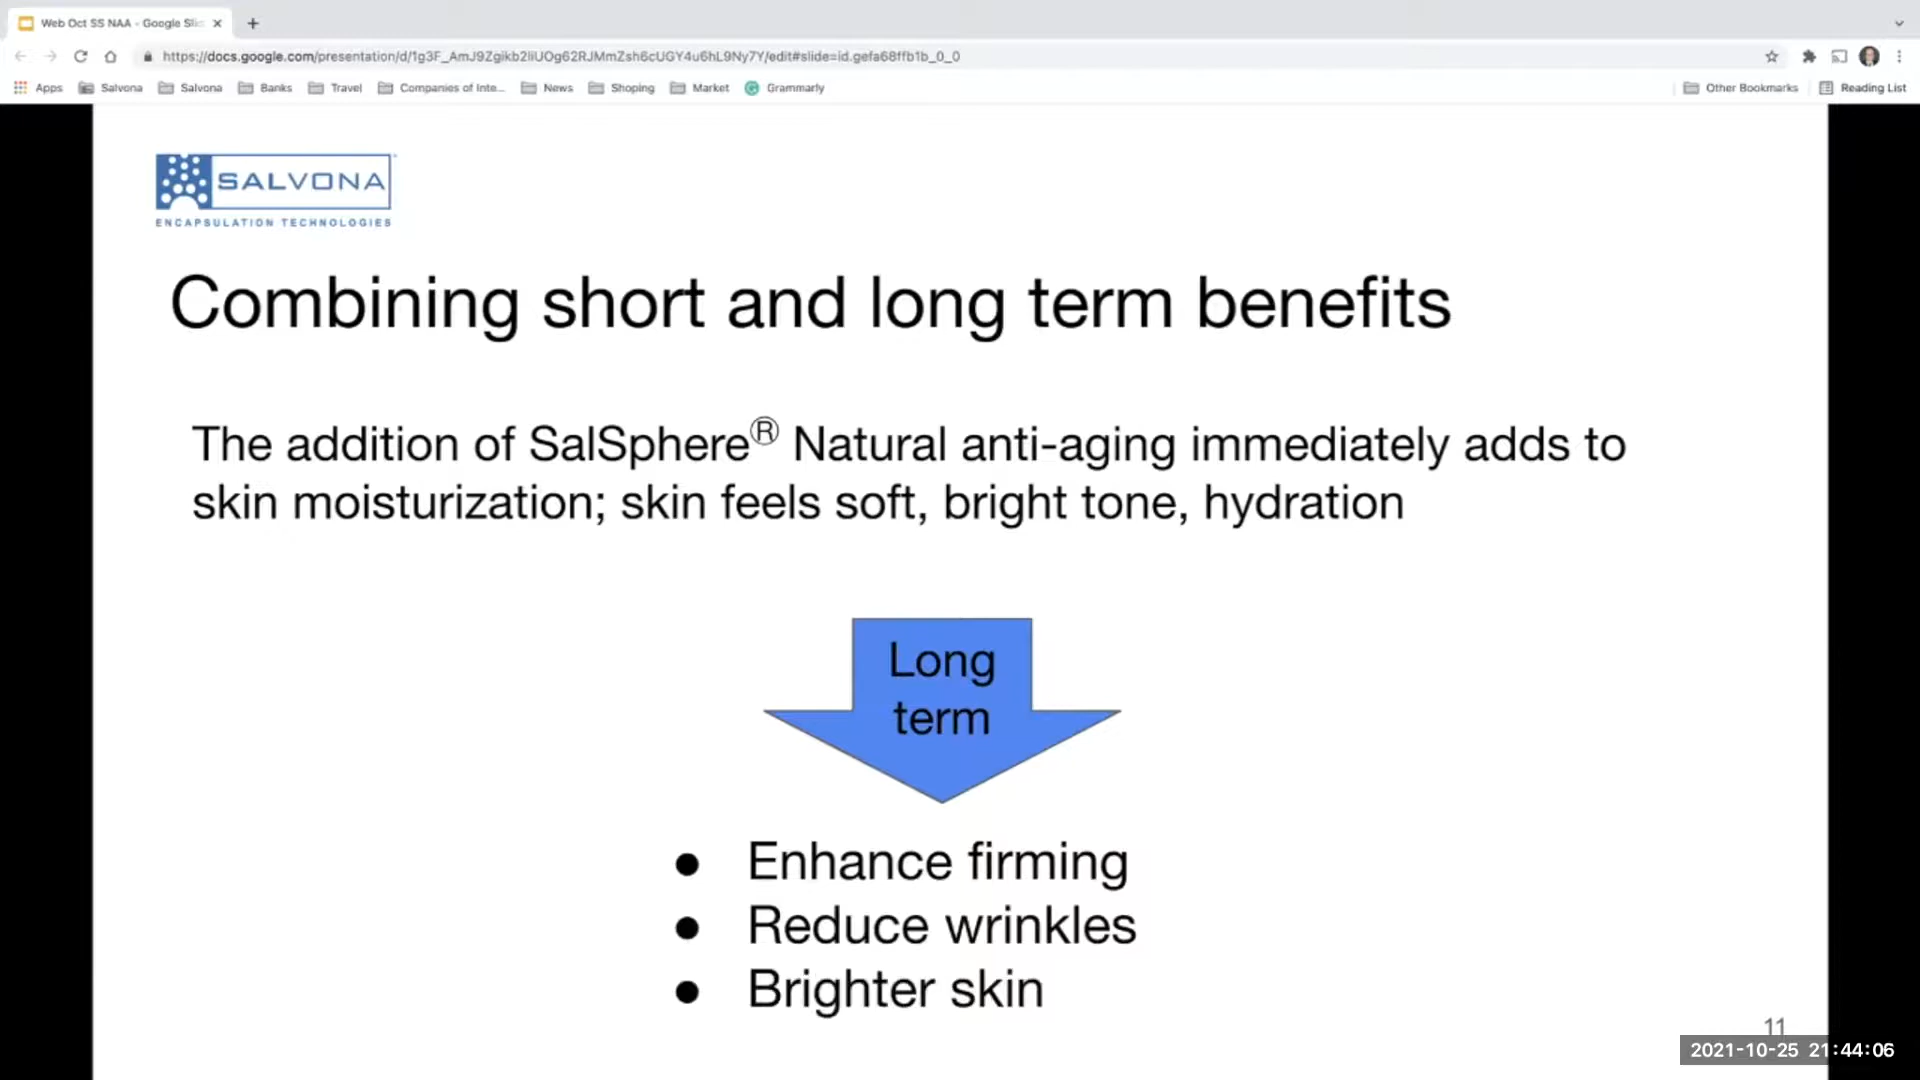 Web Oct SS NAA - Google Slic
https://docs.google.com/presentation/d/1g3F_AmJ9Zgikb2IiUOg62RJMmZsh6cUGY4u6hL9Ny7Y/edit#slide=id.gefa68ffb1b_0_0
Apps Salvona Salvona Banks Travel Companies of Inte... News Shoping Market Grammarly Other Bookmarks Reading List
SALVONA
ENCAPSULATION TECHNOLOGIES
Combining short and long term benefits
The addition of SalSphere® Natural anti-aging immediately adds to
skin moisturization; skin feels soft, bright tone, hydration
Long
term
● Enhance firming
● Reduce wrinkles
● Brighter skin
11
2021-10-25 21:44:06